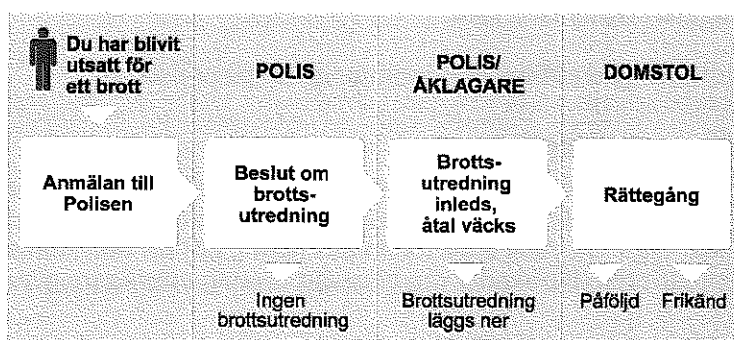 Du har blivit
utsatt för
ett brott
POLIS
POLIS/
ÅKLAGARE
DOMSTOL
Anmälan till
Polisen
Beslut om
brotts-
utredning
Brotts-
utredning
inleds,
åtal väcks
Rättegång
Ingen
brottsutredning
Brottsutredning
läggs ner
Påföljd
Frikänd